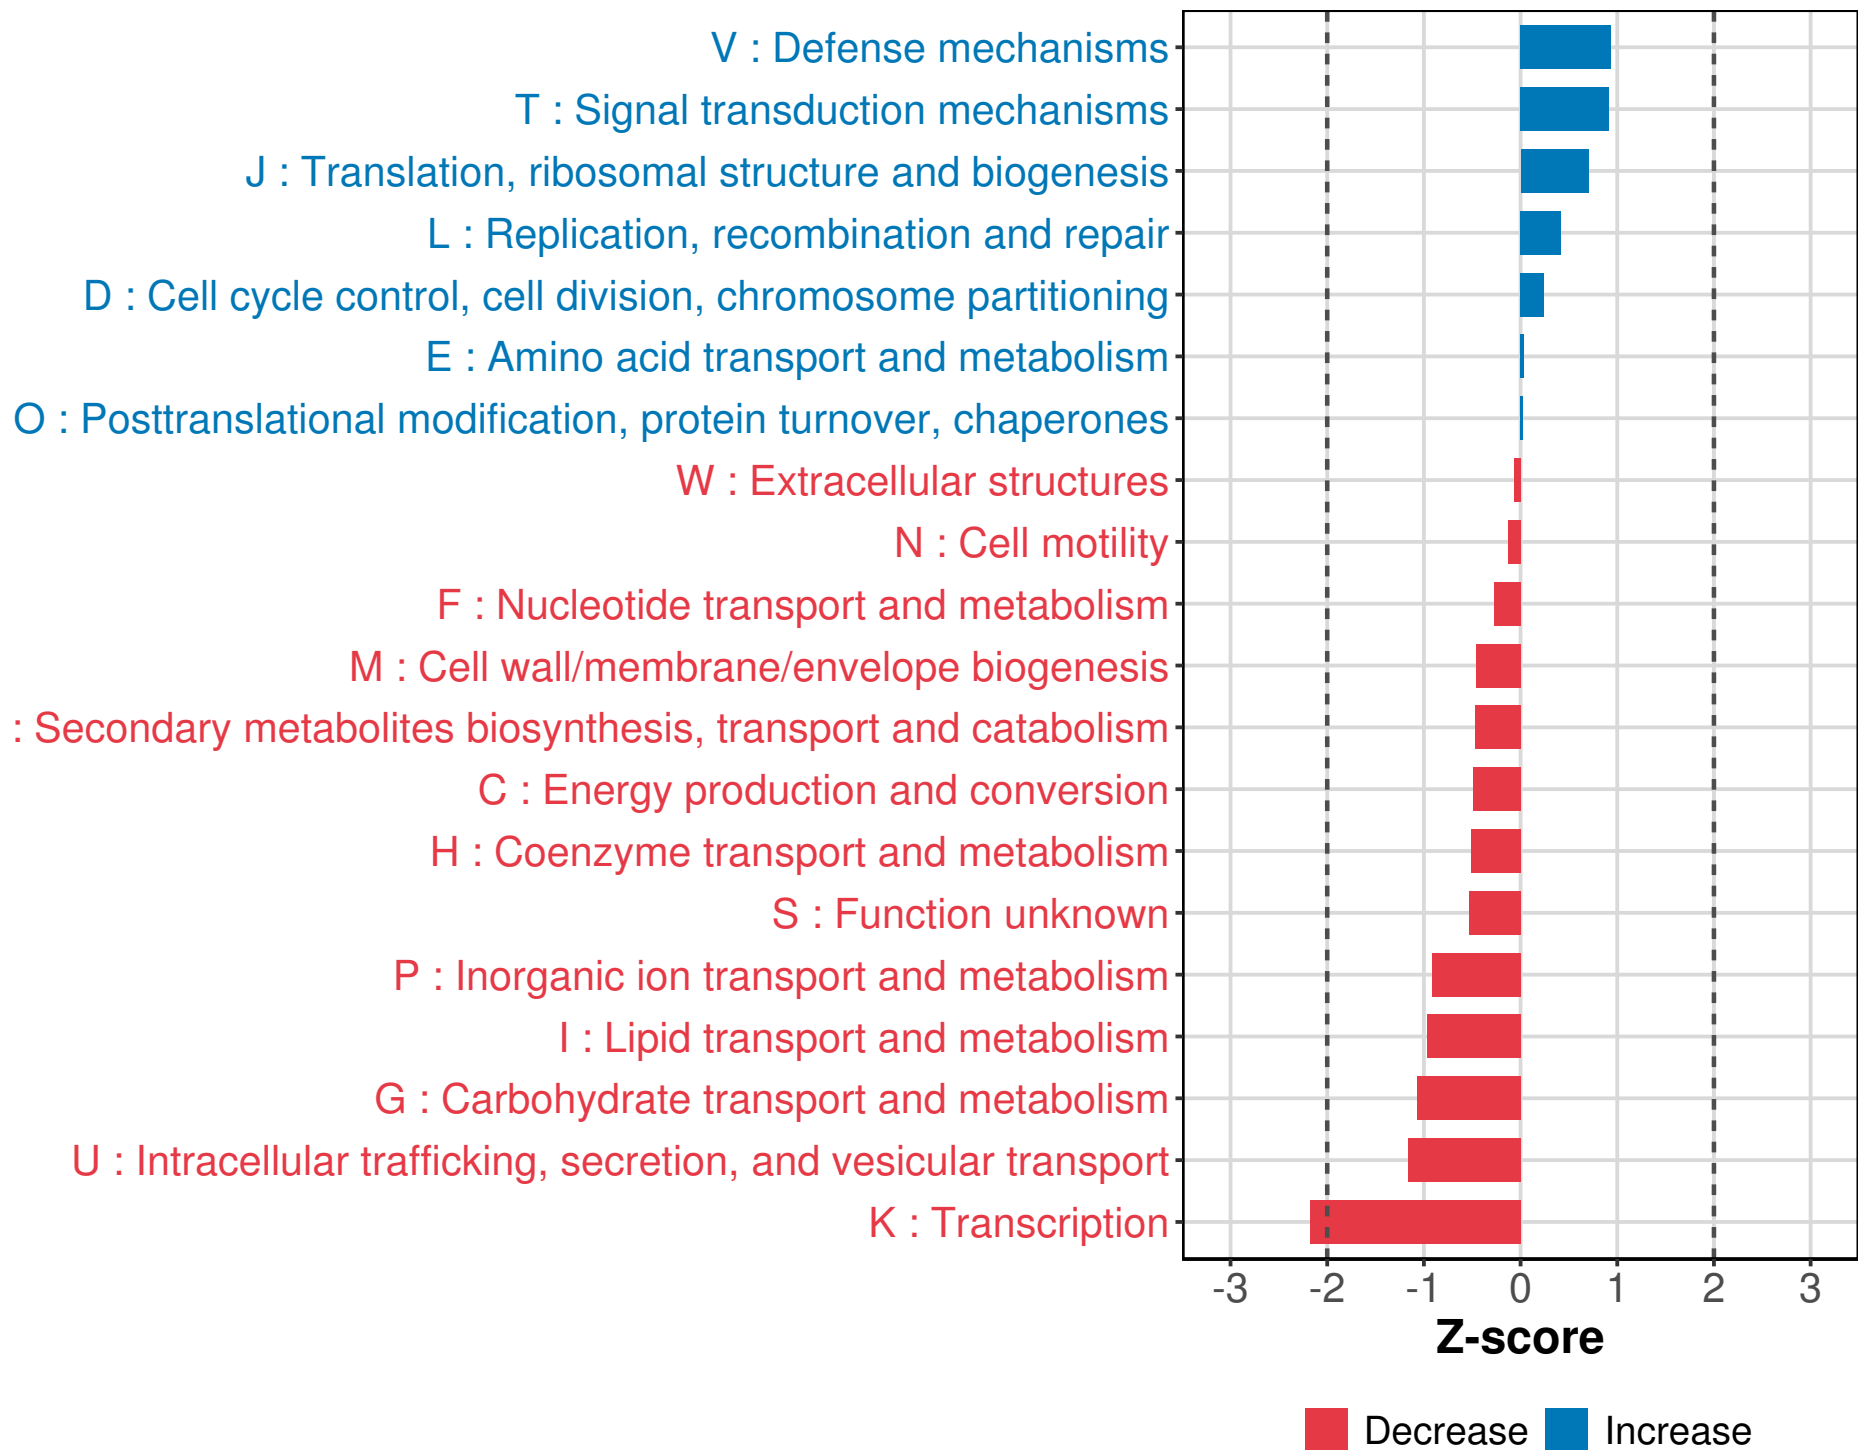 V : Defense mechanisms
T : Signal transduction mechanisms
J : Translation, ribosomal structure and biogenesis
L : Replication, recombination and repair
D : Cell cycle control, cell division, chromosome partitioning
E : Amino acid transport and metabolism
O : Posttranslational modification, protein turnover, chaperones
W : Extracellular structures
N : Cell motility
F : Nucleotide transport and metabolism
M : Cell wall/membrane/envelope biogenesis
: Secondary metabolites biosynthesis, transport and catabolism
C : Energy production and conversion
H : Coenzyme transport and metabolism
S : Function unknown
P : Inorganic ion transport and metabolism
I : Lipid transport and metabolism
G : Carbohydrate transport and metabolism
U : Intracellular trafficking, secretion, and vesicular transport
K : Transcription
-3 -2 -1 0 1 2 3
Z-score
Decrease Increase